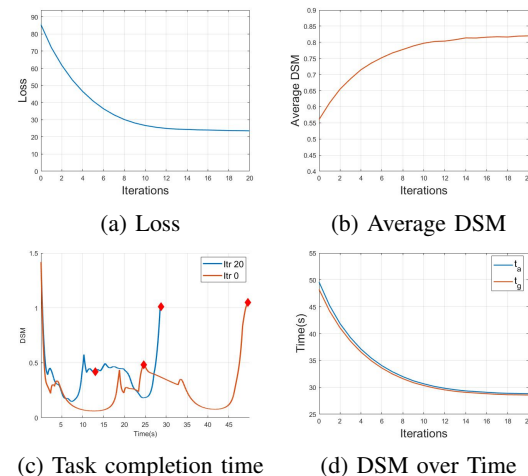 90
80
70
60
50
40
30
20
10
0
Loss
0 2 4 6 8 10 12 14 16 18 20
Iterations
(a) Loss
0.9
0.85
0.8
0.75
0.7
0.65
0.6
0.55
0.5
0.45
0.4
Average DSM
0 2 4 6 8 10 12 14 16 18 20
Iterations
(b) Average DSM
1.5
1
0.5
0
DSM
Itr 20
Itr 0
0 5 10 15 20 25 30 35 40 45
Time(s)
(c) Task completion time
55
50
45
40
35
30
25
Time(s)
t_a
t_g
0 2 4 6 8 10 12 14 16 18 20
Iterations
(d) DSM over Time